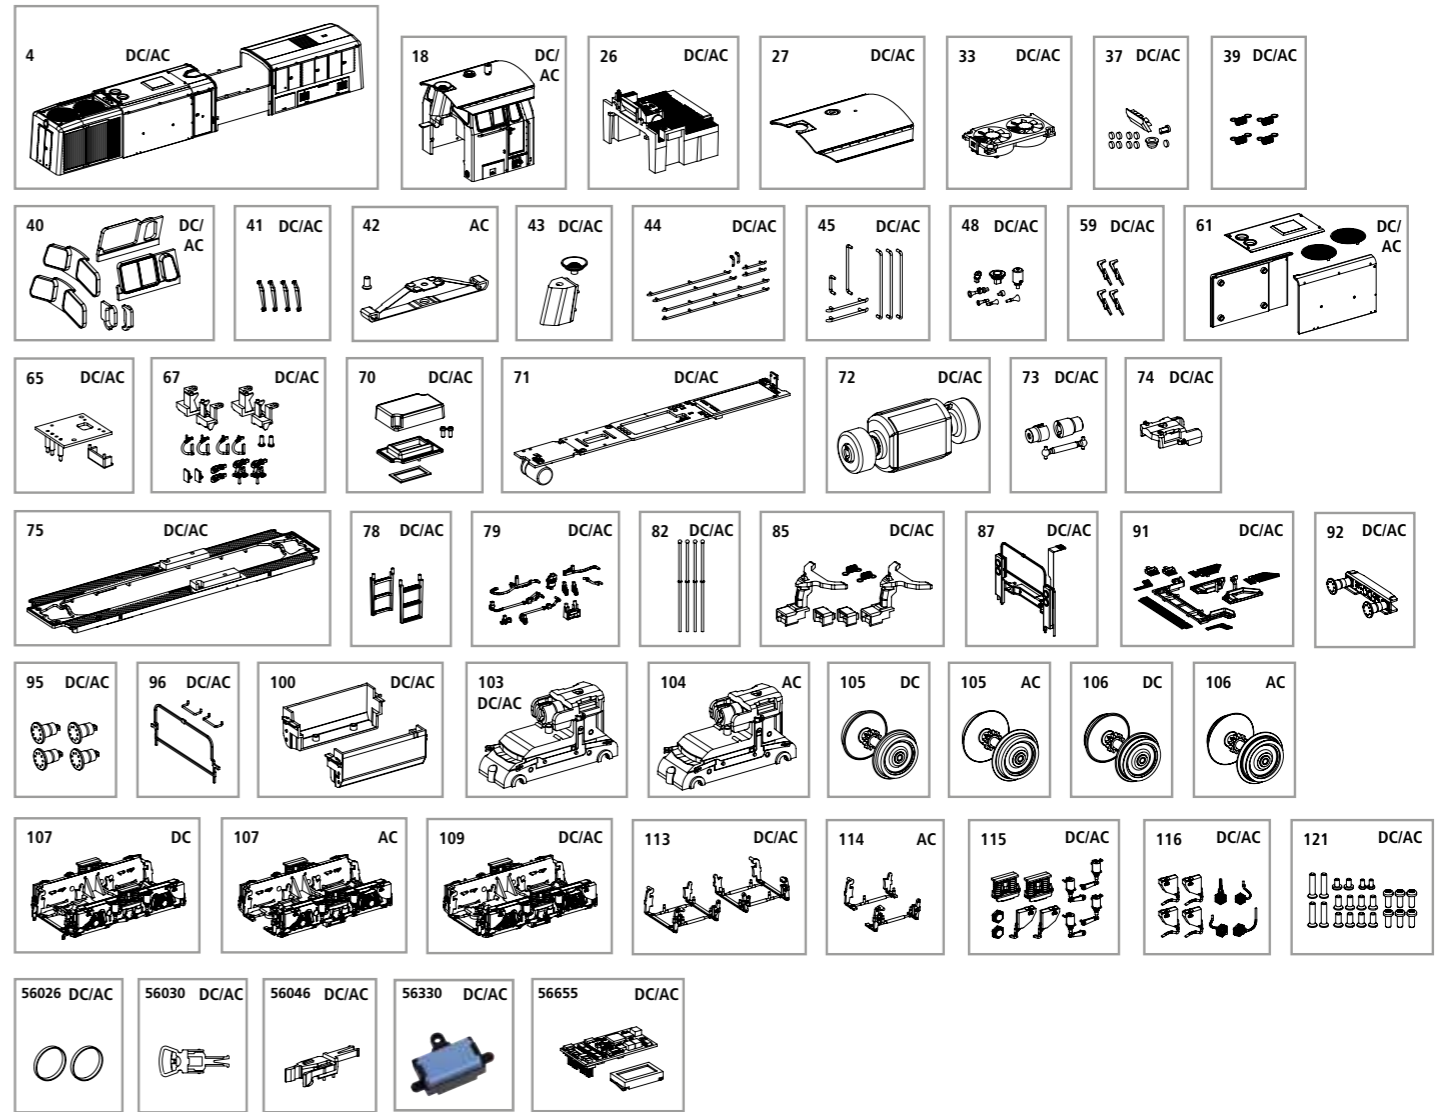 4 DC/AC
18 DC/
AC
26 DC/AC
27 DC/AC
33 DC/AC
37 DC/AC
39 DC/AC
40 DC/
AC
41 DC/AC
42 AC
43 DC/AC
44 DC/AC
45 DC/AC
48 DC/AC
59 DC/AC
61 DC/
AC
65 DC/AC
67 DC/AC
70 DC/AC
71 DC/AC
72 DC/AC
73 DC/AC
74 DC/AC
75 DC/AC
78 DC/AC
79 DC/AC
82 DC/AC
85 DC/AC
87 DC/AC
91 DC/AC
92 DC/AC
95 DC/AC
96 DC/AC
100 DC/AC
103
DC/AC
104 AC
105 DC
105 AC
106 DC
106 AC
107 DC
107 AC
109 DC/AC
113 DC/AC
114 AC
115 DC/AC
116 DC/AC
121 DC/AC
56026 DC/AC
56030 DC/AC
56046 DC/AC
56330 DC/AC
56655 DC/AC